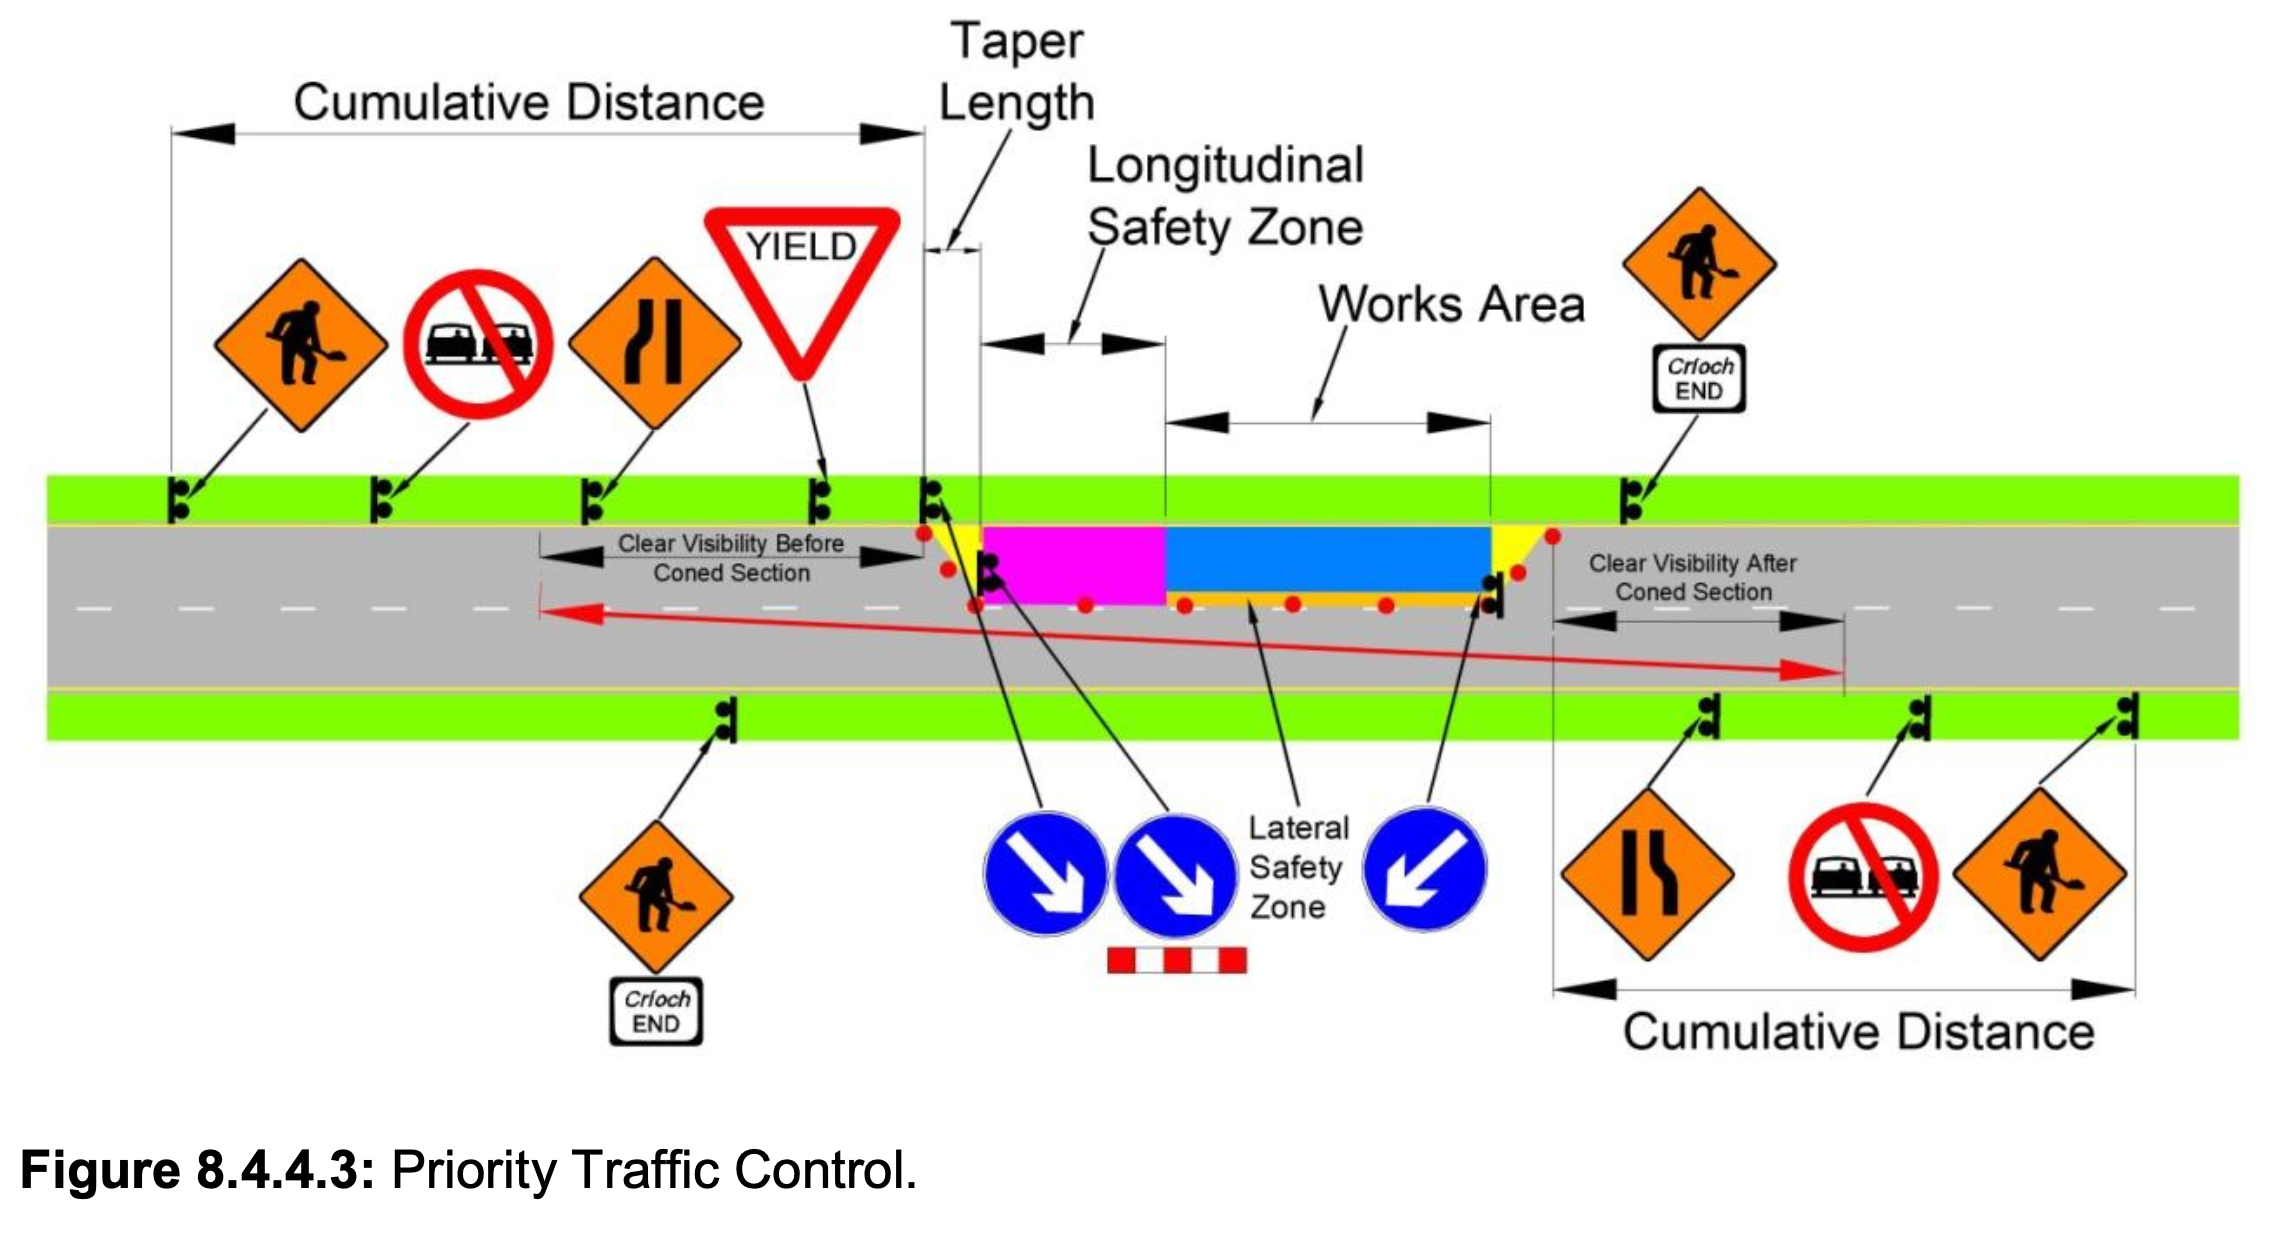 Taper
Length
Cumulative Distance
Longitudinal
Safety Zone
YIELD
Works Area
Críoch
END
Clear Visibility Before
Coned Section
Clear Visibility After
Coned Section
Lateral
Safety
Zone
Críoch
END
Cumulative Distance
Figure 8.4.4.3: Priority Traffic Control.